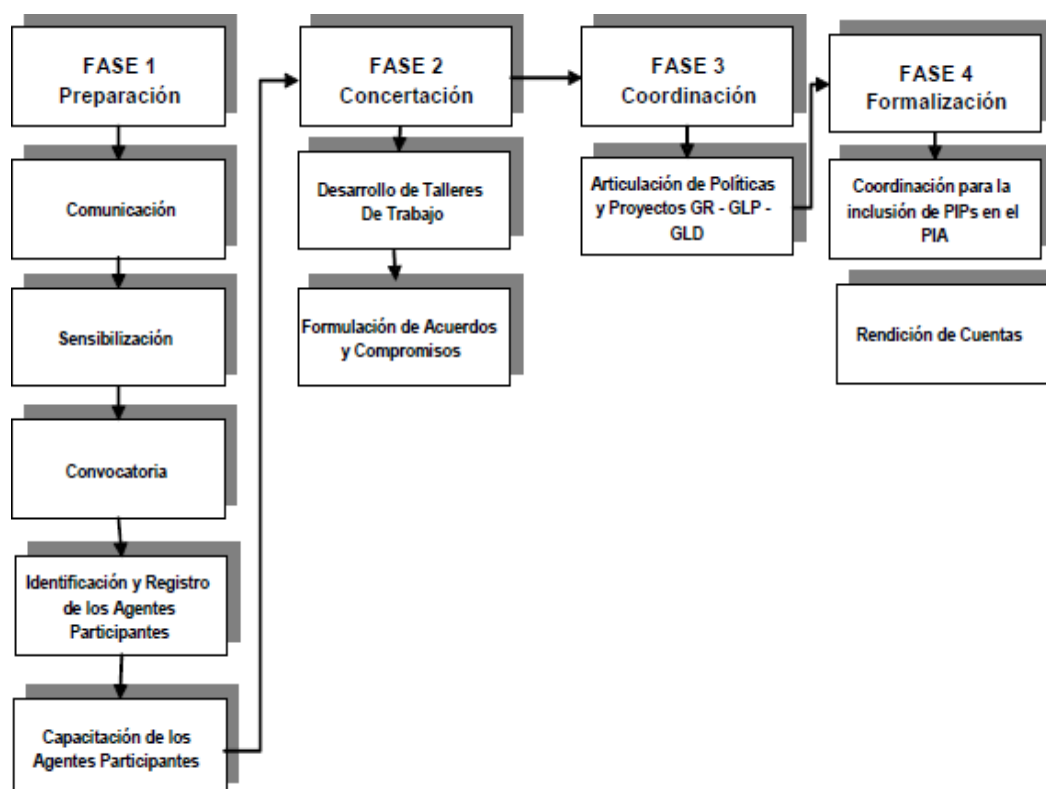 FASE 1
Preparación
Comunicación
Sensibilización
Convocatoria
Identificación y Registro
de los Agentes
Participantes
Capacitación de los
Agentes Participantes
FASE 2
Concertación
Desarrollo de Talleres
De Trabajo
Formulación de Acuerdos
y Compromisos
FASE 3
Coordinación
Articulación de Políticas
y Proyectos GR - GLP -
GLD
FASE 4
Formalización
Coordinación para la
inclusión de PIPs en el
PIA
Rendición de Cuentas